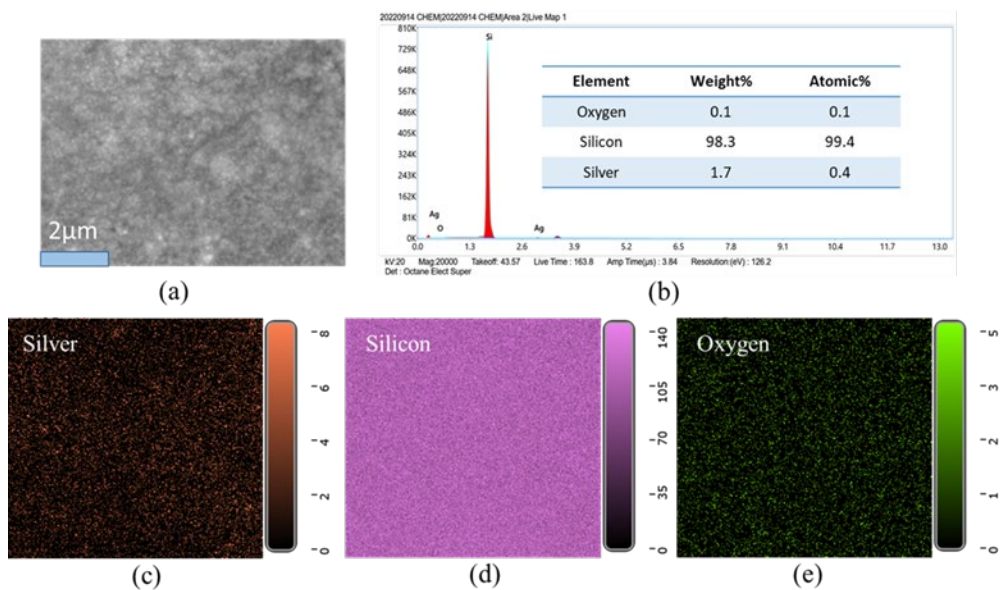 20220914 CHEM|20220914 CHEM|Area 2|Live Map 1
810K
729K
648K
567K
486K
405K
324K
243K
162K
81K
0K
Si
Ag
O
Ag
0.0 1.3 2.6 3.9 5.2 6.5 7.8 9.1 10.4 11.7 13.0
Element Weight% Atomic%
Oxygen 0.1 0.1
Silicon 98.3 99.4
Silver 1.7 0.4
kV:20 Mag:20000 Takeoff: 43.57 Live Time : 163.8 Amp Time(µs) : 3.84 Resolution:(eV) : 126.2
Det : Octane Elect Super
2µm
(a)
(b)
Silver
8
6
4
2
0
Silicon
140
105
70
35
0
Oxygen
5
4
3
2
1
0
(c)
(d)
(e)